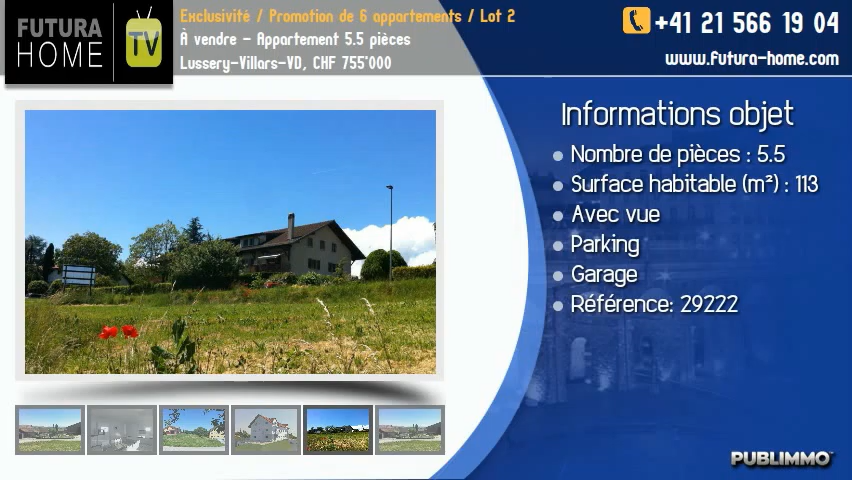 FUTURA
HOME
TV
Exclusivité / Promotion de 6 appartements / Lot 2
À vendre - Appartement 5.5 pièces
Lussery-Villars-VD, CHF 755'000
+41 21 566 19 04
www.futura-home.com
Informations objet
Nombre de pièces : 5.5
Surface habitable (m²) : 113
Avec vue
Parking
Garage
Référence: 29222
PUBLIMMO